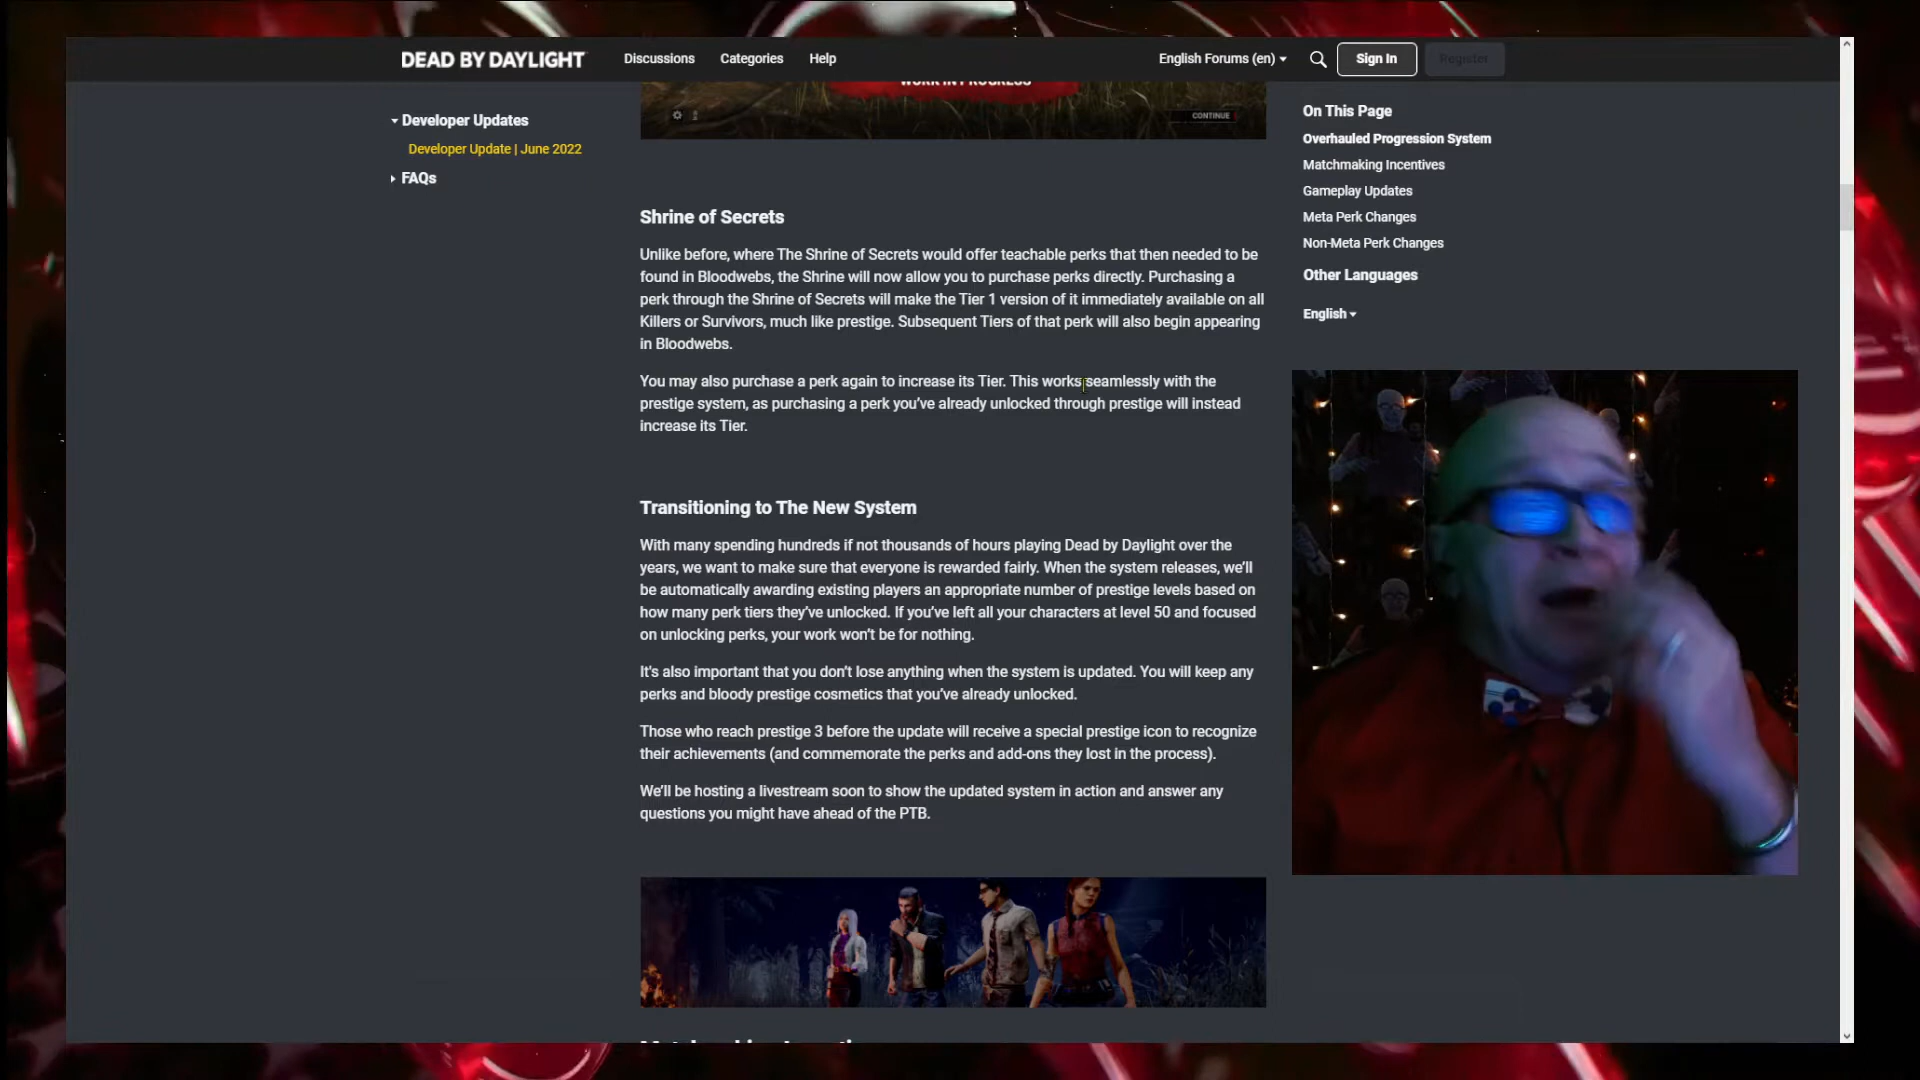 DEAD BY DAYLIGHT
Discussions
Categories
Help
English Forums (en)
Sign In
Register
Developer Updates
Developer Update | June 2022
FAQs
WORK IN PROGRESS
CONTINUE
Shrine of Secrets
Unlike before, where The Shrine of Secrets would offer teachable perks that then needed to be
found in Bloodwebs, the Shrine will now allow you to purchase perks directly. Purchasing a
perk through the Shrine of Secrets will make the Tier 1 version of it immediately available on all
Killers or Survivors, much like prestige. Subsequent Tiers of that perk will also begin appearing
in Bloodwebs.
You may also purchase a perk again to increase its Tier. This works seamlessly with the
prestige system, as purchasing a perk you've already unlocked through prestige will instead
increase its Tier.
Transitioning to The New System
With many spending hundreds if not thousands of hours playing Dead by Daylight over the
years, we want to make sure that everyone is rewarded fairly. When the system releases, we'll
be automatically awarding existing players an appropriate number of prestige levels based on
how many perk tiers they've unlocked. If you've left all your characters at level 50 and focused
on unlocking perks, your work won't be for nothing.
It's also important that you don't lose anything when the system is updated. You will keep any
perks and bloody prestige cosmetics that you've already unlocked.
Those who reach prestige 3 before the update will receive a special prestige icon to recognize
their achievements (and commemorate the perks and add-ons they lost in the process).
We'll be hosting a livestream soon to show the updated system in action and answer any
questions you might have ahead of the PTB.
On This Page
Overhauled Progression System
Matchmaking Incentives
Gameplay Updates
Meta Perk Changes
Non-Meta Perk Changes
Other Languages
English